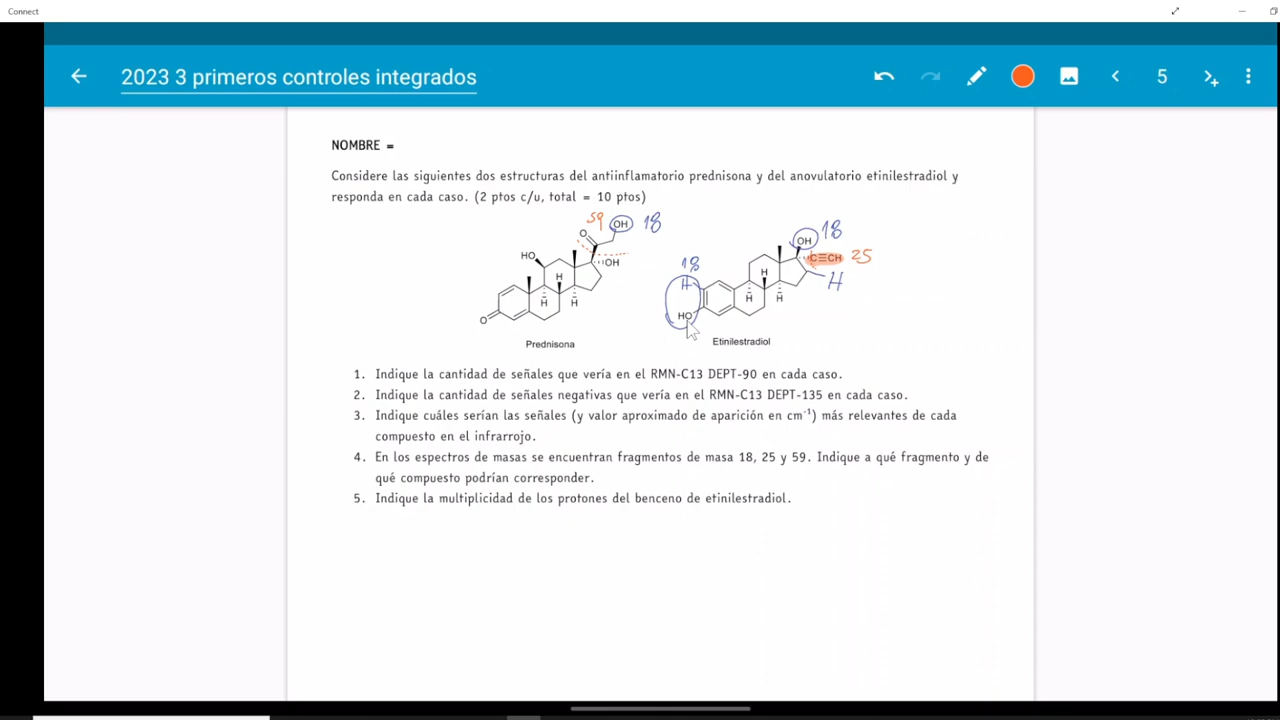 Connect
2023 3 primeros controles integrados
5
NOMBRE =
Considere las siguientes dos estructuras del antiinflamatorio prednisona y del anovulatorio etinilestradiol y
responda en cada caso. (2 ptos c/u, total = 10 ptos)
59 OH 18
O
HO
OH
H
H
H
O
Prednisona
OH 18
C≡CH 25
H
18
H
H
H
H
HO
Etinilestradiol
1. Indique la cantidad de señales que vería en el RMN-C13 DEPT-90 en cada caso.
2. Indique la cantidad de señales negativas que vería en el RMN-C13 DEPT-135 en cada caso.
3. Indique cuáles serían las señales (y valor aproximado de aparición en cm⁻¹) más relevantes de cada
compuesto en el infrarrojo.
4. En los espectros de masas se encuentran fragmentos de masa 18, 25 y 59. Indique a qué fragmento y de
qué compuesto podrían corresponder.
5. Indique la multiplicidad de los protones del benceno de etinilestradiol.